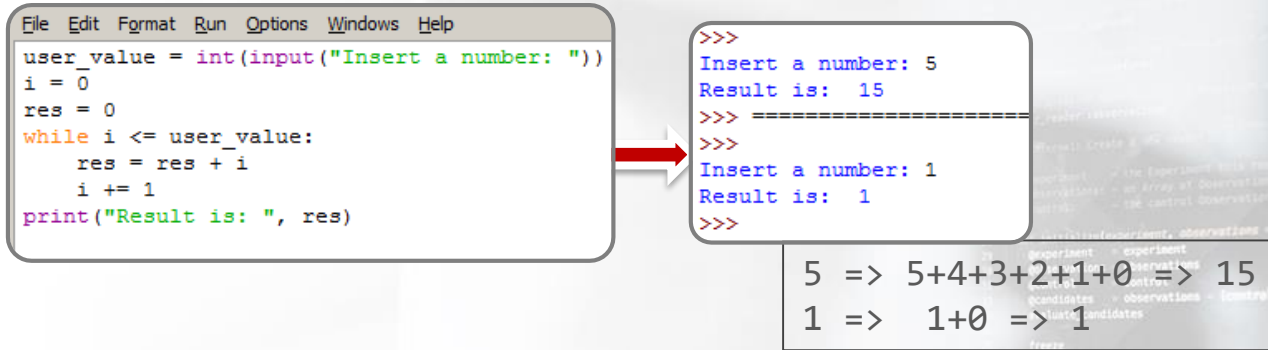 File Edit Format Run Options Windows Help
user_value = int(input("Insert a number: "))
i = 0
res = 0
while i <= user_value:
    res = res + i
    i += 1
print("Result is: ", res)
>>>
Insert a number: 5
Result is:  15
>>> ======================
>>>
Insert a number: 1
Result is:  1
>>>
5 => 5+4+3+2+1+0 => 15
1 =>  1+0 => 1